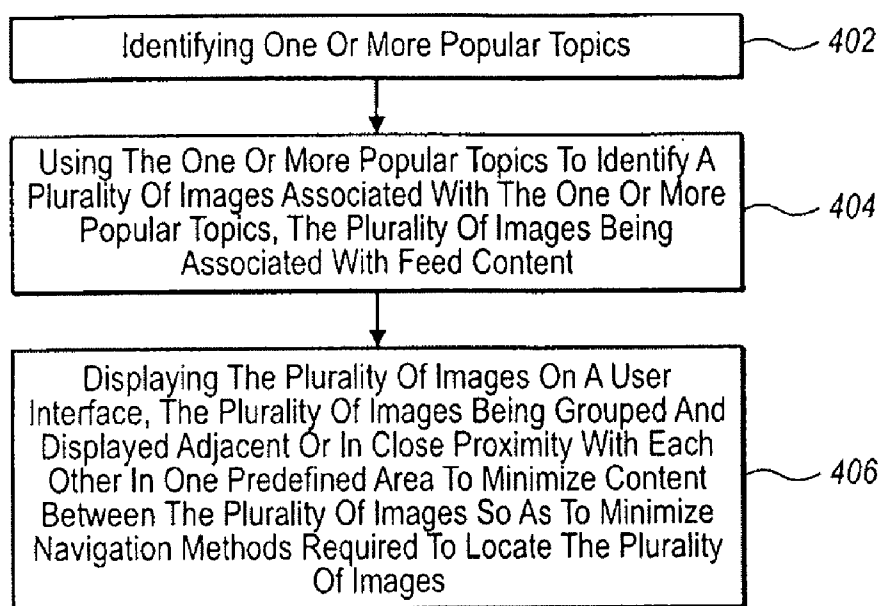 Identifying One Or More Popular Topics
402
Using The One Or More Popular Topics To Identify A
Plurality Of Images Associated With The One Or More
Popular Topics, The Plurality Of Images Being
Associated With Feed Content
404
Displaying The Plurality Of Images On A User
Interface, The Plurality Of Images Being Grouped And
Displayed Adjacent Or In Close Proximity With Each
Other In One Predefined Area To Minimize Content
Between The Plurality Of Images So As To Minimize
Navigation Methods Required To Locate The Plurality
Of Images
406